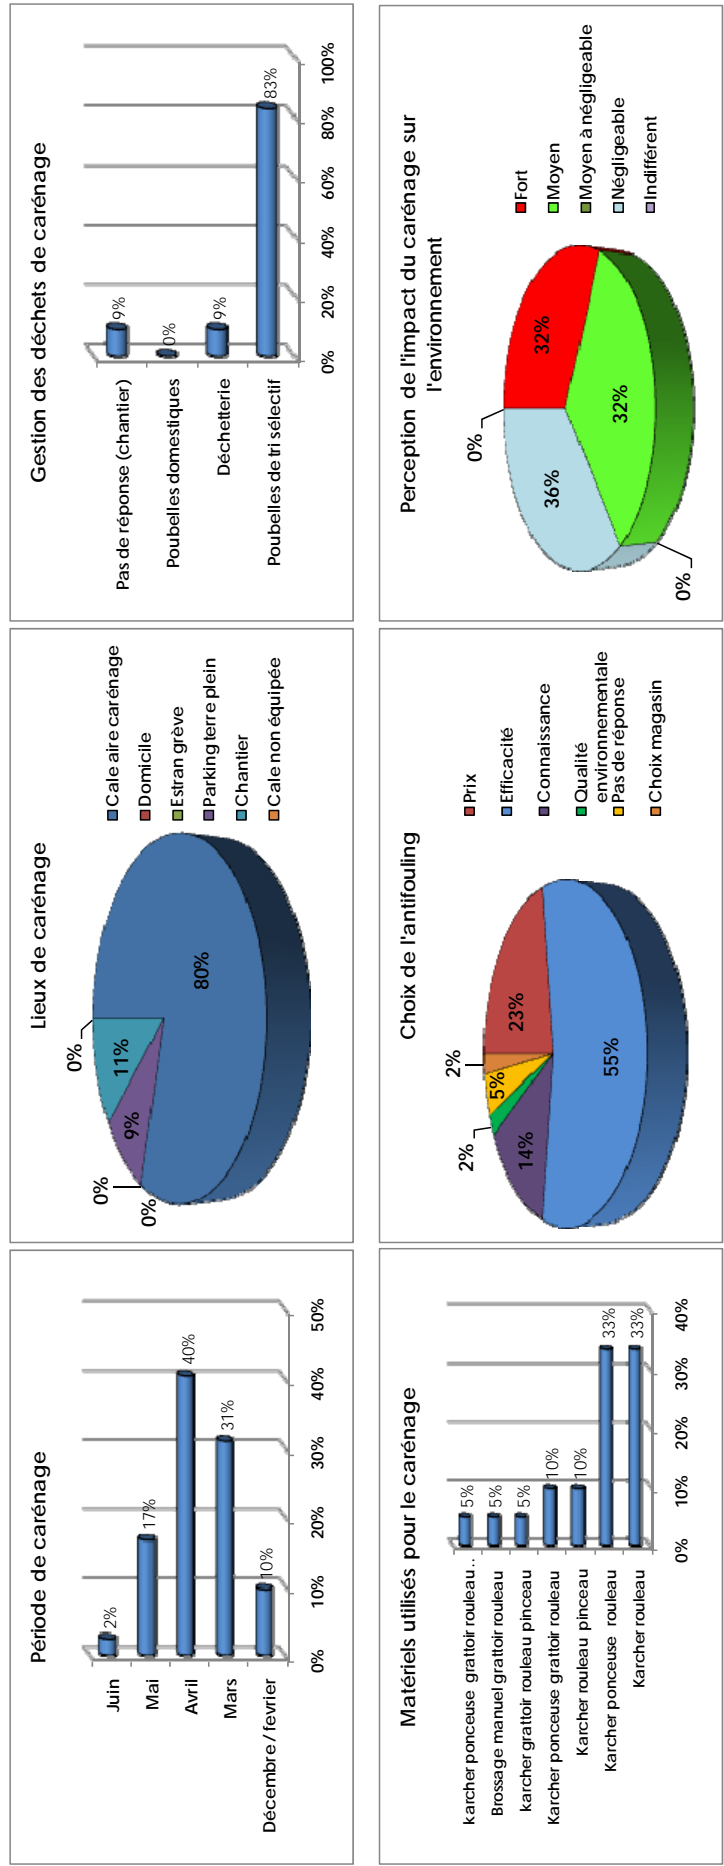 Période de carénage
Juin
2%
Mai
17%
Avril
40%
Mars
31%
Décembre / fevrier
10%
0%
10%
20%
30%
40%
50%
Lieux de carénage
0%
11%
9%
0%
0%
80%
Cale aire carénage
Domicile
Estran grève
Parking terre plein
Chantier
Cale non équipée
Gestion des déchets de carénage
Pas de réponse (chantier)
9%
Poubelles domestiques
0%
Déchetterie
9%
Poubelles de tri sélectif
83%
0%
20%
40%
60%
80%
100%
Matériels utilisés pour le carénage
karcher ponceuse grattoir rouleau..
5%
Brossage manuel grattoir rouleau
5%
karcher grattoir rouleau pinceau
5%
Karcher ponceuse grattoir rouleau
10%
Karcher rouleau pinceau
10%
Karcher ponceuse rouleau
33%
Karcher rouleau
33%
0%
10%
20%
30%
40%
Choix de l'antifouling
2%
5%
2%
14%
23%
55%
Prix
Efficacité
Connaissance
Qualité
environnementale
Pas de réponse
Choix magasin
Perception de l'impact du carénage sur
l'environnement
0%
36%
32%
32%
0%
Fort
Moyen
Moyen à négligeable
Négligeable
Indifférent